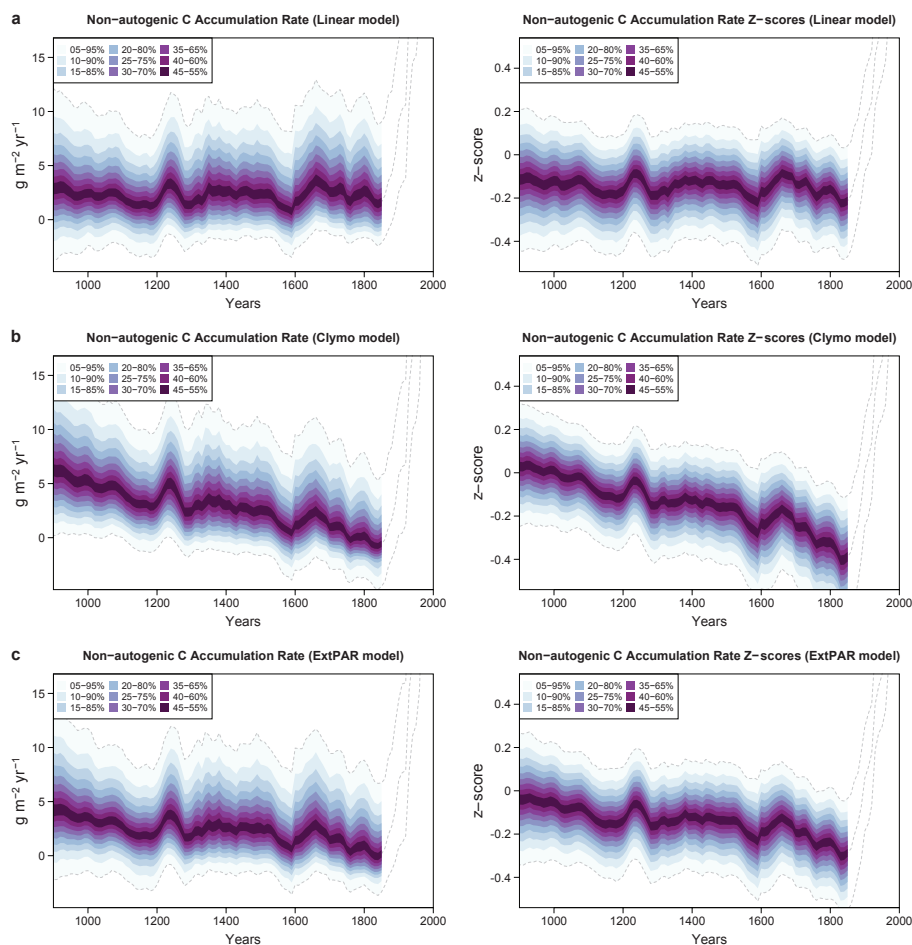 a
Non−autogenic C Accumulation Rate (Linear model)
05−95% 20−80% 35−65%
10−90% 25−75% 40−60%
15−85% 30−70% 45−55%
15
10
5
0
g m−2 yr−1
1000 1200 1400 1600 1800 2000
Years
Non−autogenic C Accumulation Rate Z−scores (Linear model)
05−95% 20−80% 35−65%
10−90% 25−75% 40−60%
15−85% 30−70% 45−55%
0.4
0.2
0
-0.2
-0.4
z−score
1000 1200 1400 1600 1800 2000
Years
b
Non−autogenic C Accumulation Rate (Clymo model)
05−95% 20−80% 35−65%
10−90% 25−75% 40−60%
15−85% 30−70% 45−55%
15
10
5
0
g m−2 yr−1
1000 1200 1400 1600 1800 2000
Years
Non−autogenic C Accumulation Rate Z−scores (Clymo model)
05−95% 20−80% 35−65%
10−90% 25−75% 40−60%
15−85% 30−70% 45−55%
0.4
0.2
0
-0.2
-0.4
z−score
1000 1200 1400 1600 1800 2000
Years
c
Non−autogenic C Accumulation Rate (ExtPAR model)
05−95% 20−80% 35−65%
10−90% 25−75% 40−60%
15−85% 30−70% 45−55%
15
10
5
0
g m−2 yr−1
1000 1200 1400 1600 1800 2000
Years
Non−autogenic C Accumulation Rate Z−scores (ExtPAR model)
05−95% 20−80% 35−65%
10−90% 25−75% 40−60%
15−85% 30−70% 45−55%
0.4
0.2
0
-0.2
-0.4
z−score
1000 1200 1400 1600 1800 2000
Years